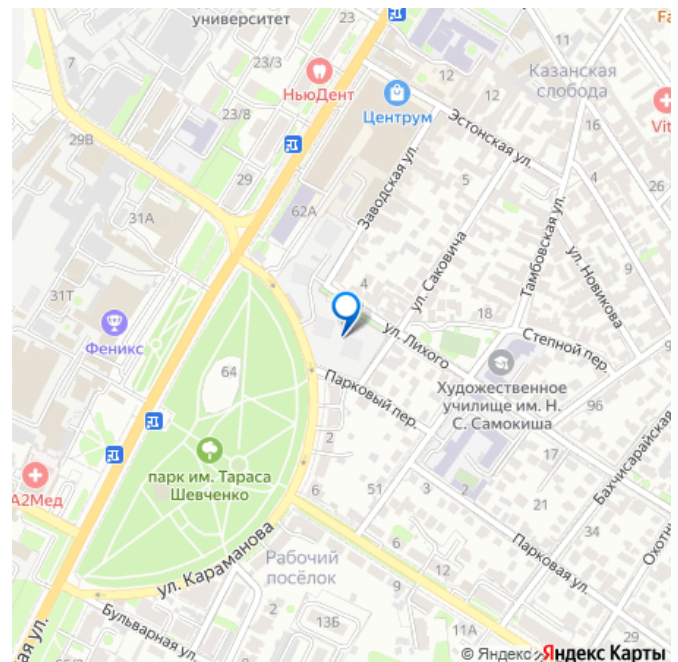 университет
23/3
НьюДент
7
23/8
12
Центрум
12
11
Fa
Казанская
слобода
16
Vit
29В
29
Эстонская ул.
31А
62А
Заводская ул.
5
4
26
ул. Саковича
Тамбовская ул.
ул. Новикова
9
31Т
4
Феникс
18
ул. Лихого
Степной пер.
64
Парковый пер.
Художественное
училище им. Н.
С. Самокиша
96
2
парк им. Тараса
Шевченко
А2Мед
17
Бахчисарайская
6
51
3
2
21
34
Охотн
ул. Караманова
Рабочий
посёлок
6
Парковая ул.
9
2
13Б
Бульварная ул.
11А
29
ая ул.
© Яндекс
Яндекс Карты